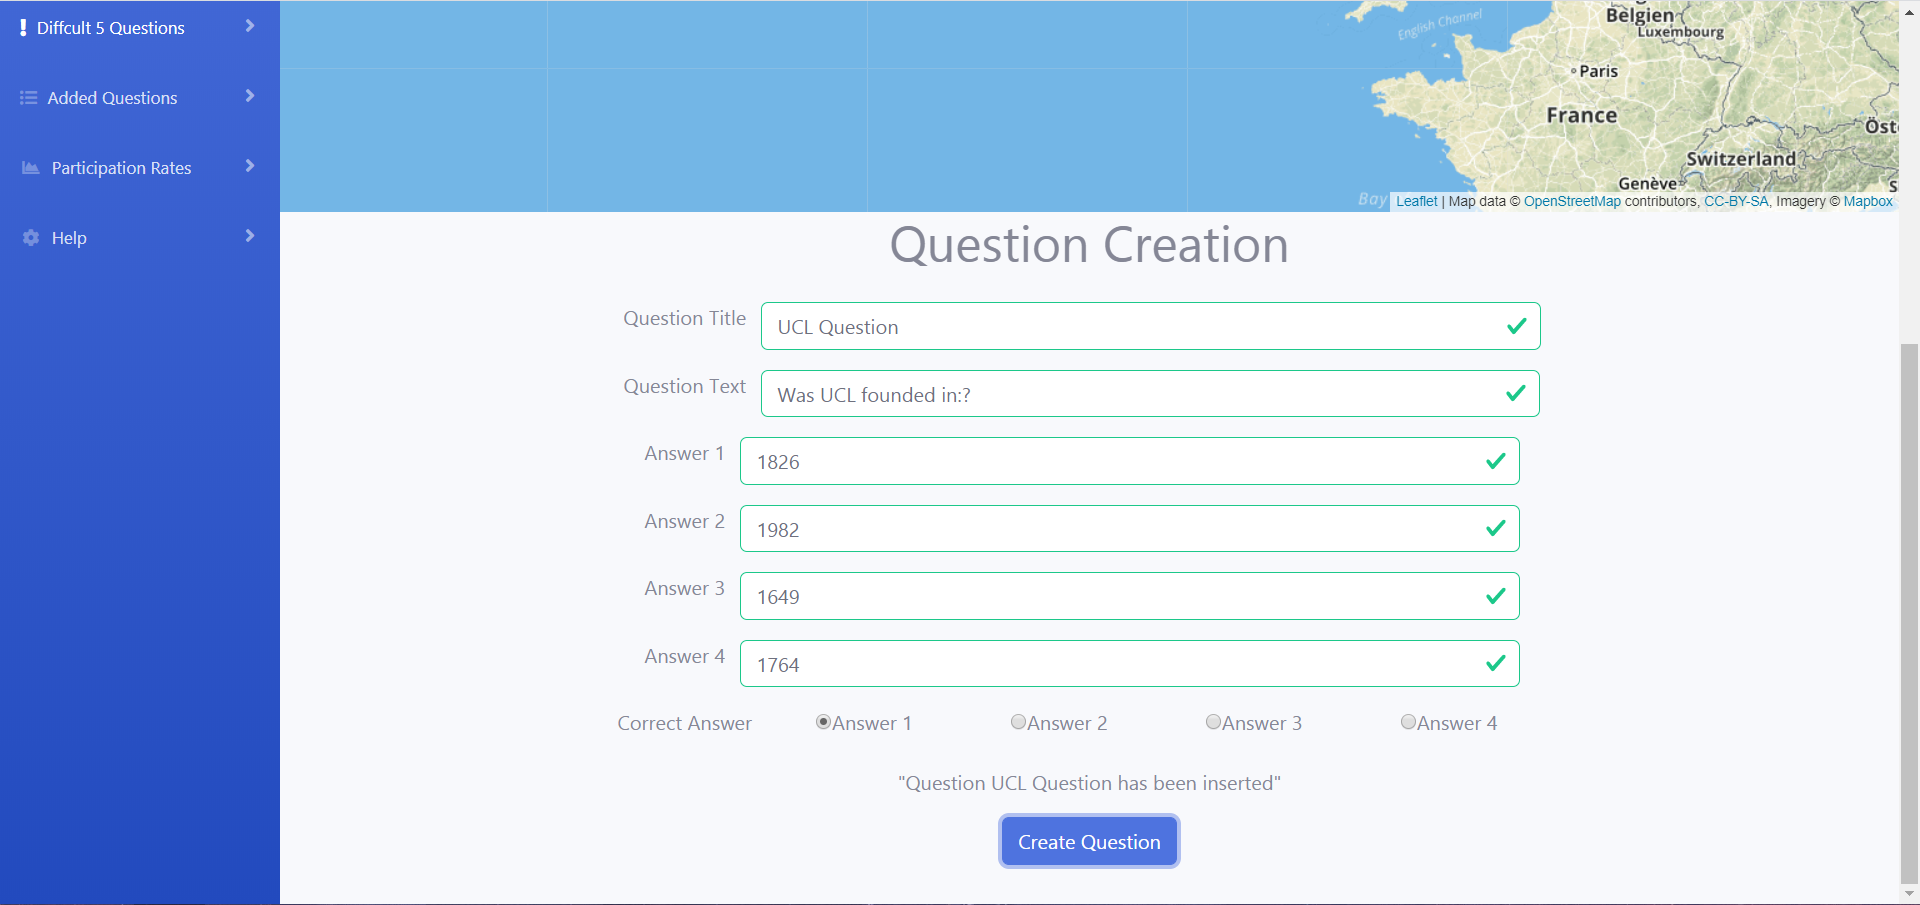 Diffcult 5 Questions
Added Questions
Participation Rates
Help
English Channel
Belgien
Luxembourg
Paris
France
Öst
Switzerland
Genève
S
Bay
Leaflet | Map data © OpenStreetMap contributors, CC-BY-SA, Imagery © Mapbox
Question Creation
Question Title UCL Question
Question Text Was UCL founded in:?
Answer 1 1826
Answer 2 1982
Answer 3 1649
Answer 4 1764
Correct Answer Answer 1 Answer 2 Answer 3 Answer 4
"Question UCL Question has been inserted"
Create Question